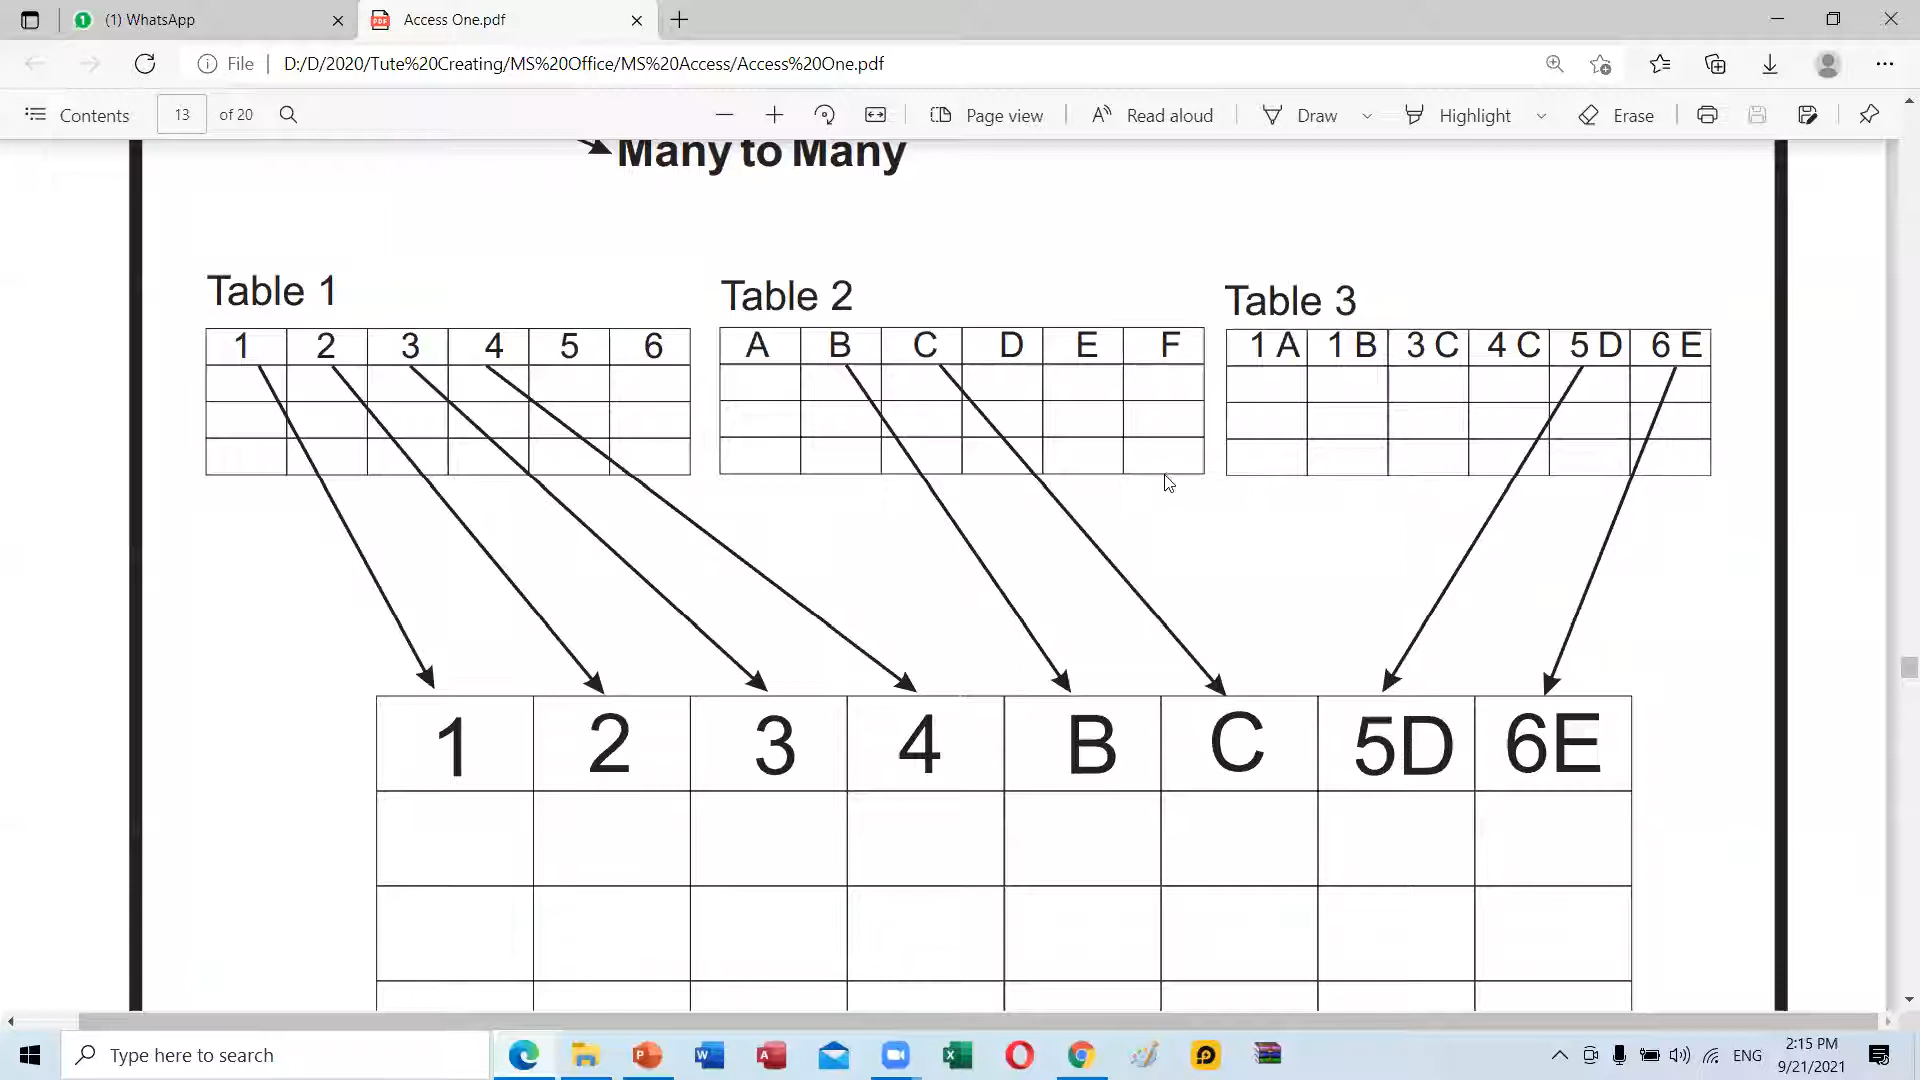 (1) WhatsApp
Access One.pdf
File
D:/D/2020/Tute%20Creating/MS%20Office/MS%20Access/Access%20One.pdf
Contents
13
of 20
Page view
Read aloud
Draw
Highlight
Erase
Many to Many
Table 1
1 2 3 4 5 6
Table 2
A B C D E F
Table 3
1 A 1 B 3 C 4 C 5 D 6 E
1 2 3 4 B C 5D 6E
Type here to search
ENG
2:15 PM
9/21/2021